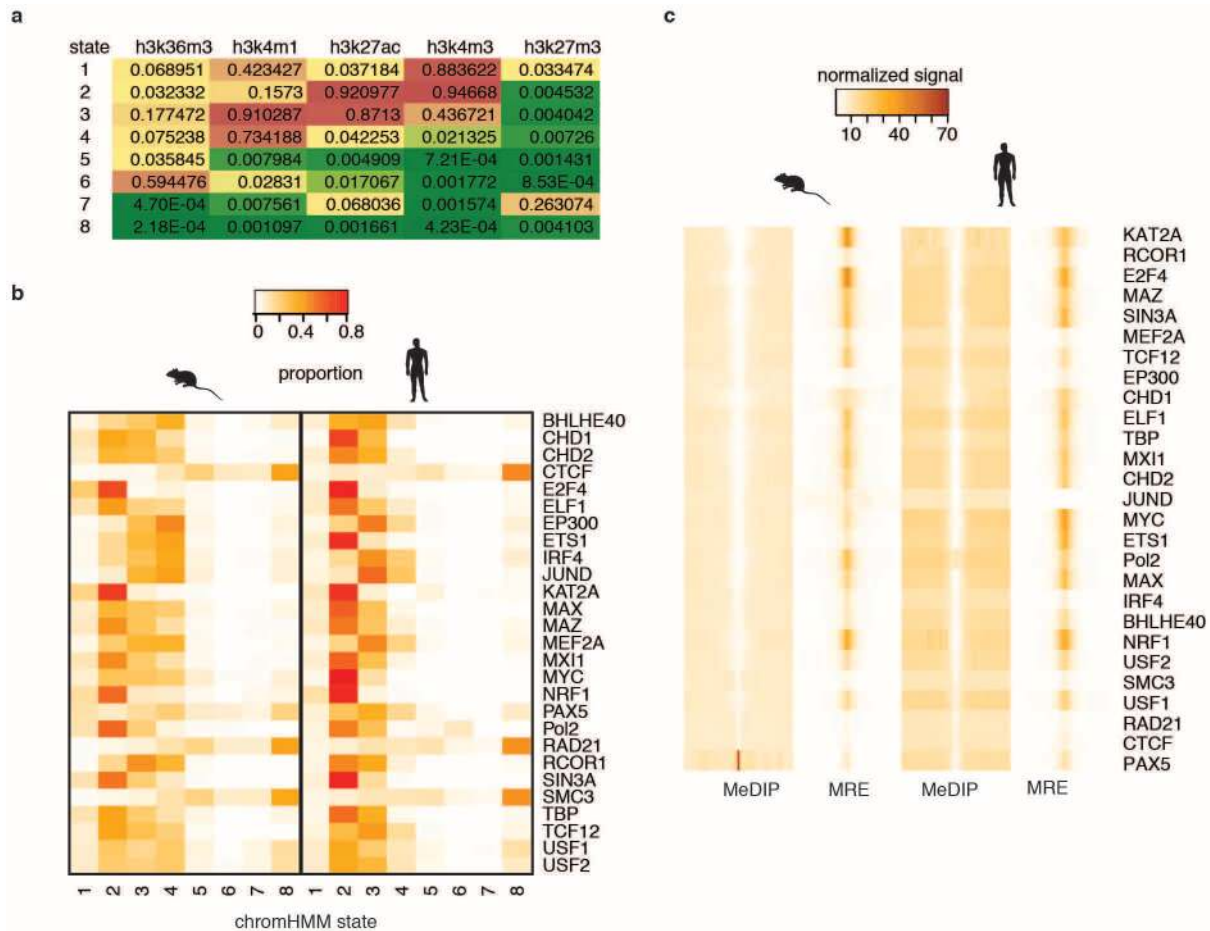 a
state h3k36m3 h3k4m1 h3k27ac h3k4m3 h3k27m3
1 0.068951 0.423427 0.037184 0.883622 0.033474
2 0.032332 0.1573 0.920977 0.94668 0.004532
3 0.177472 0.910287 0.8713 0.436721 0.004042
4 0.075238 0.734188 0.042253 0.021325 0.00726
5 0.035845 0.007984 0.004909 7.21E-04 0.001431
6 0.594476 0.02831 0.017067 0.001772 8.53E-04
7 4.70E-04 0.007561 0.068036 0.001574 0.263074
8 2.18E-04 0.001097 0.001661 4.23E-04 0.004103
b
0 0.4 0.8
proportion
BHLHE40
CHD1
CHD2
CTCF
E2F4
ELF1
EP300
ETS1
IRF4
JUND
KAT2A
MAX
MAZ
MEF2A
MXI1
MYC
NRF1
PAX5
Pol2
RAD21
RCOR1
SIN3A
SMC3
TBP
TCF12
USF1
USF2
1 2 3 4 5 6 7 8 1 2 3 4 5 6 7 8
chromHMM state
c
normalized signal
10 40 70
KAT2A
RCOR1
E2F4
MAZ
SIN3A
MEF2A
TCF12
EP300
CHD1
ELF1
TBP
MXI1
CHD2
JUND
MYC
ETS1
Pol2
MAX
IRF4
BHLHE40
NRF1
USF2
SMC3
USF1
RAD21
CTCF
PAX5
MeDIP MRE MeDIP MRE